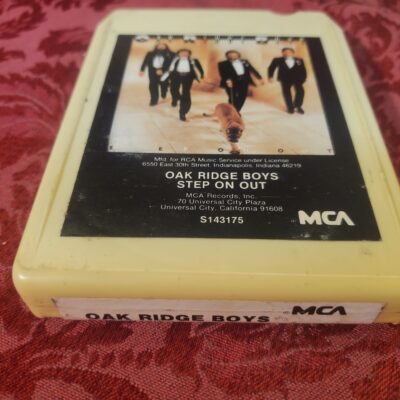 Mfd. for RCA Music Service under License
6550 East 30th Street, Indianapolis, Indiana 46219
OAK RIDGE BOYS
STEP ON OUT
MCA Records, Inc.
70 Universal City Plaza
Universal City, California 91608
S143175
MCA
OAK RIDGE BOYS
MCA